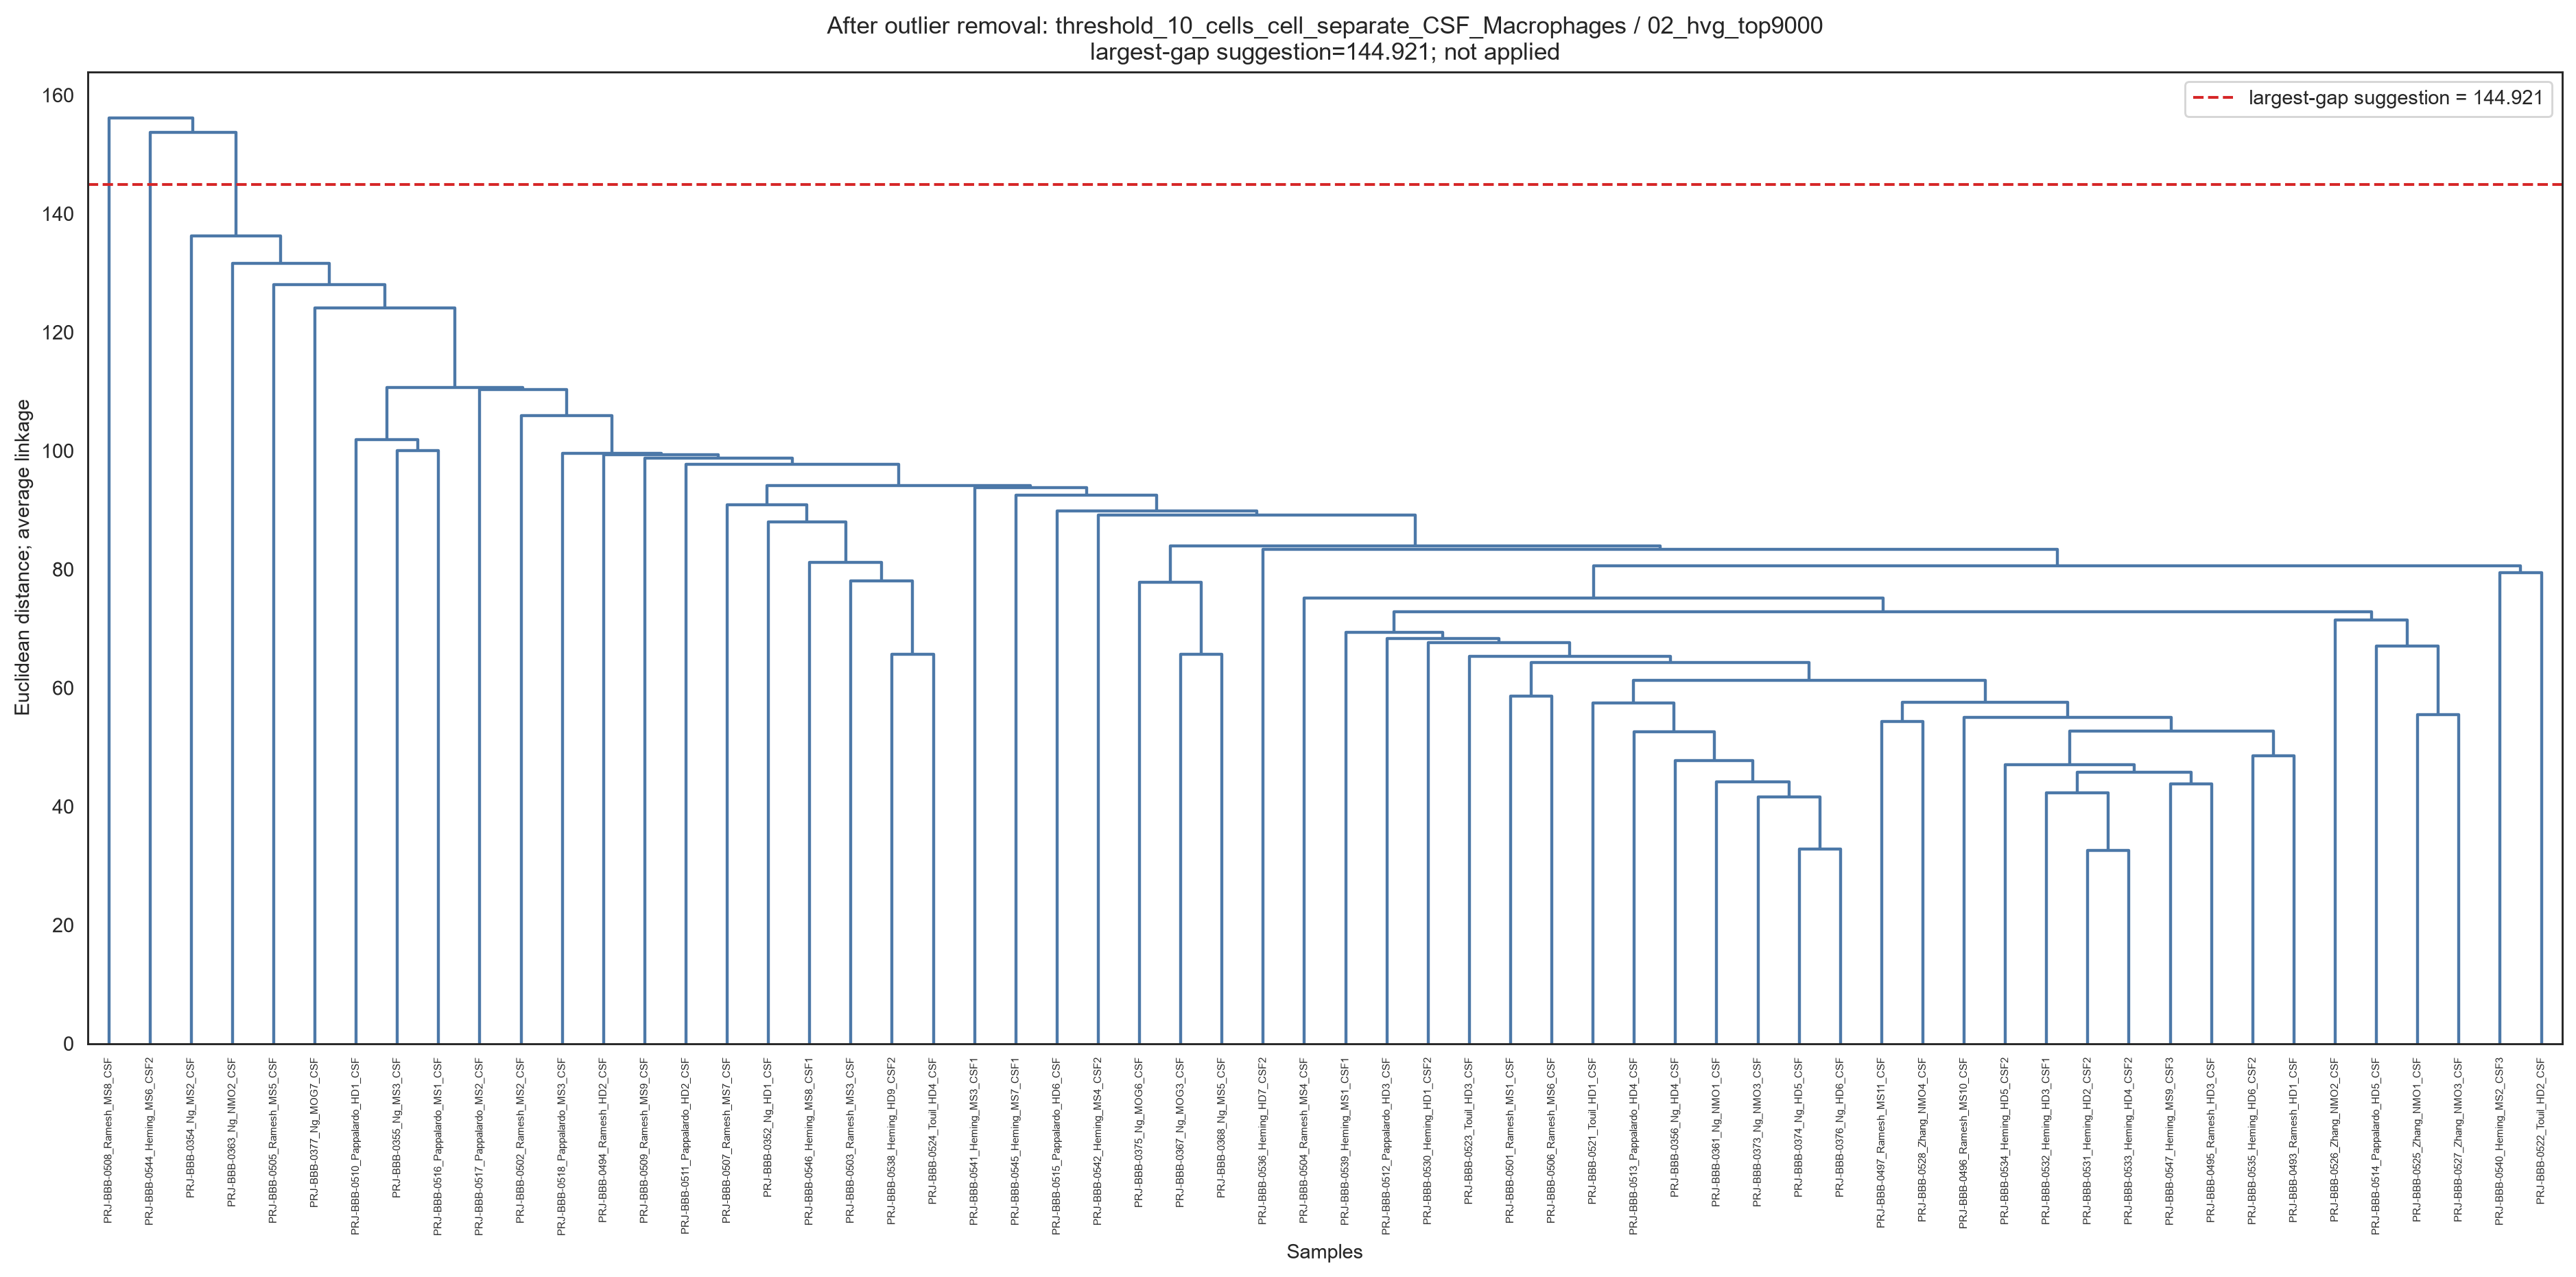 After outlier removal: threshold_10_cells_cell_separate_CSF_Macrophages / 02_hvg_top9000
largest-gap suggestion=144.921; not applied
largest-gap suggestion = 144.921
Euclidean distance; average linkage
160
140
120
100
80
60
40
20
0
PRJ-BBB-0508_Ramesh_MS8_CSF
PRJ-BBB-0544_Heming_MS6_CSF2
PRJ-BBB-0354_Ng_MS2_CSF
PRJ-BBB-0363_Ng_NMO2_CSF
PRJ-BBB-0505_Ramesh_MS5_CSF
PRJ-BBB-0377_Ng_MOG7_CSF
PRJ-BBB-0510_Pappalardo_HD1_CSF
PRJ-BBB-0355_Ng_MS3_CSF
PRJ-BBB-0516_Pappalardo_MS1_CSF
PRJ-BBB-0517_Pappalardo_MS2_CSF
PRJ-BBB-0502_Ramesh_MS2_CSF
PRJ-BBB-0518_Pappalardo_MS3_CSF
PRJ-BBB-0494_Ramesh_HD2_CSF
PRJ-BBB-0509_Ramesh_MS9_CSF
PRJ-BBB-0511_Pappalardo_HD2_CSF
PRJ-BBB-0507_Ramesh_MS7_CSF
PRJ-BBB-0352_Ng_HD1_CSF
PRJ-BBB-0546_Heming_MS8_CSF1
PRJ-BBB-0503_Ramesh_MS3_CSF
PRJ-BBB-0538_Heming_HD9_CSF2
PRJ-BBB-0524_Touil_HD4_CSF
PRJ-BBB-0541_Heming_MS3_CSF1
PRJ-BBB-0545_Heming_MS7_CSF1
PRJ-BBB-0515_Pappalardo_HD6_CSF
PRJ-BBB-0542_Heming_MS4_CSF2
PRJ-BBB-0375_Ng_MOG6_CSF
PRJ-BBB-0367_Ng_MOG3_CSF
PRJ-BBB-0368_Ng_MS5_CSF
PRJ-BBB-0536_Heming_HD7_CSF2
PRJ-BBB-0504_Ramesh_MS4_CSF
PRJ-BBB-0539_Heming_MS1_CSF1
PRJ-BBB-0512_Pappalardo_HD3_CSF
PRJ-BBB-0530_Heming_HD1_CSF2
PRJ-BBB-0523_Touil_HD3_CSF
PRJ-BBB-0501_Ramesh_MS1_CSF
PRJ-BBB-0506_Ramesh_MS6_CSF
PRJ-BBB-0521_Touil_HD1_CSF
PRJ-BBB-0513_Pappalardo_HD4_CSF
PRJ-BBB-0356_Ng_HD4_CSF
PRJ-BBB-0361_Ng_NMO1_CSF
PRJ-BBB-0373_Ng_NMO3_CSF
PRJ-BBB-0374_Ng_HD5_CSF
PRJ-BBB-0376_Ng_HD6_CSF
PRJ-BBB-0497_Ramesh_MS11_CSF
PRJ-BBB-0528_Zhang_NMO4_CSF
PRJ-BBB-0496_Ramesh_MS10_CSF
PRJ-BBB-0534_Heming_HD5_CSF2
PRJ-BBB-0532_Heming_HD3_CSF1
PRJ-BBB-0531_Heming_HD2_CSF2
PRJ-BBB-0533_Heming_HD4_CSF2
PRJ-BBB-0547_Heming_MS9_CSF3
PRJ-BBB-0495_Ramesh_HD3_CSF
PRJ-BBB-0535_Heming_HD6_CSF2
PRJ-BBB-0493_Ramesh_HD1_CSF
PRJ-BBB-0526_Zhang_NMO2_CSF
PRJ-BBB-0514_Pappalardo_HD5_CSF
PRJ-BBB-0525_Zhang_NMO1_CSF
PRJ-BBB-0527_Zhang_NMO3_CSF
PRJ-BBB-0540_Heming_MS2_CSF3
PRJ-BBB-0522_Touil_HD2_CSF
Samples